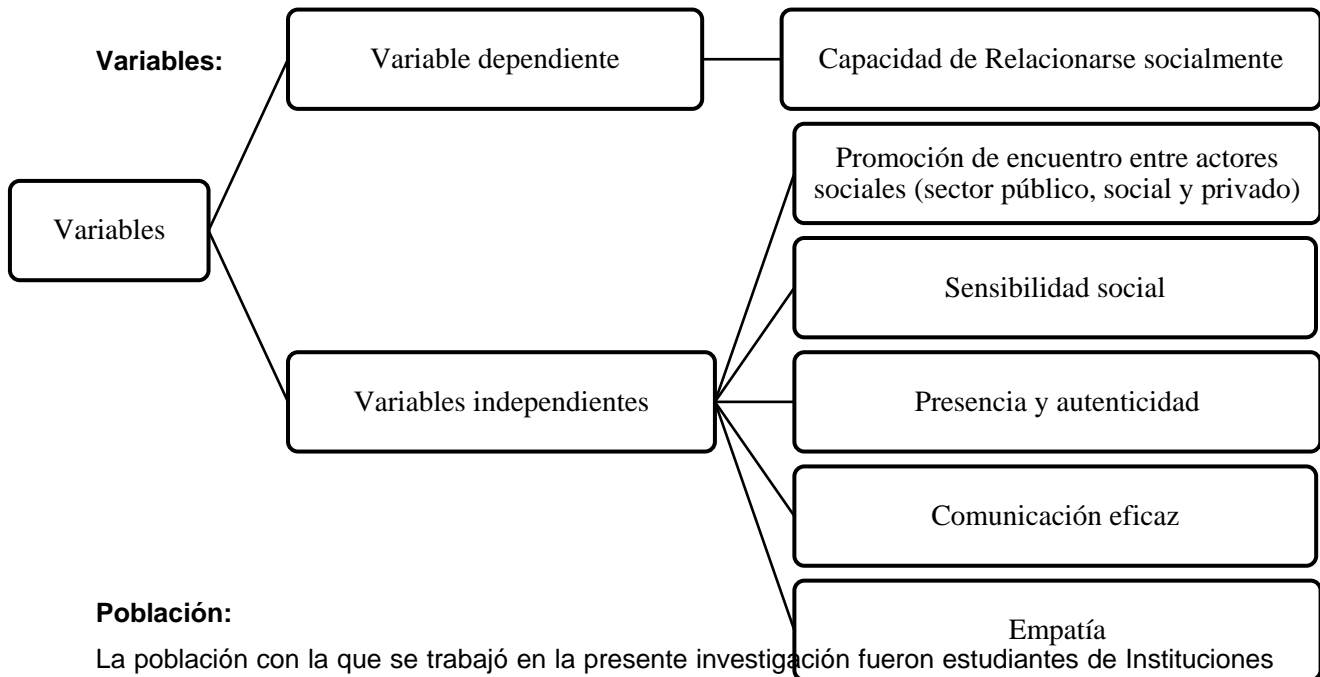 Variables:
Variables
Variable dependiente
Capacidad de Relacionarse socialmente
Variables independientes
Promoción de encuentro entre actores
sociales (sector público, social y privado)
Sensibilidad social
Presencia y autenticidad
Comunicación eficaz
Empatía
Población:
La población con la que se trabajó en la presente investigación fueron estudiantes de Instituciones